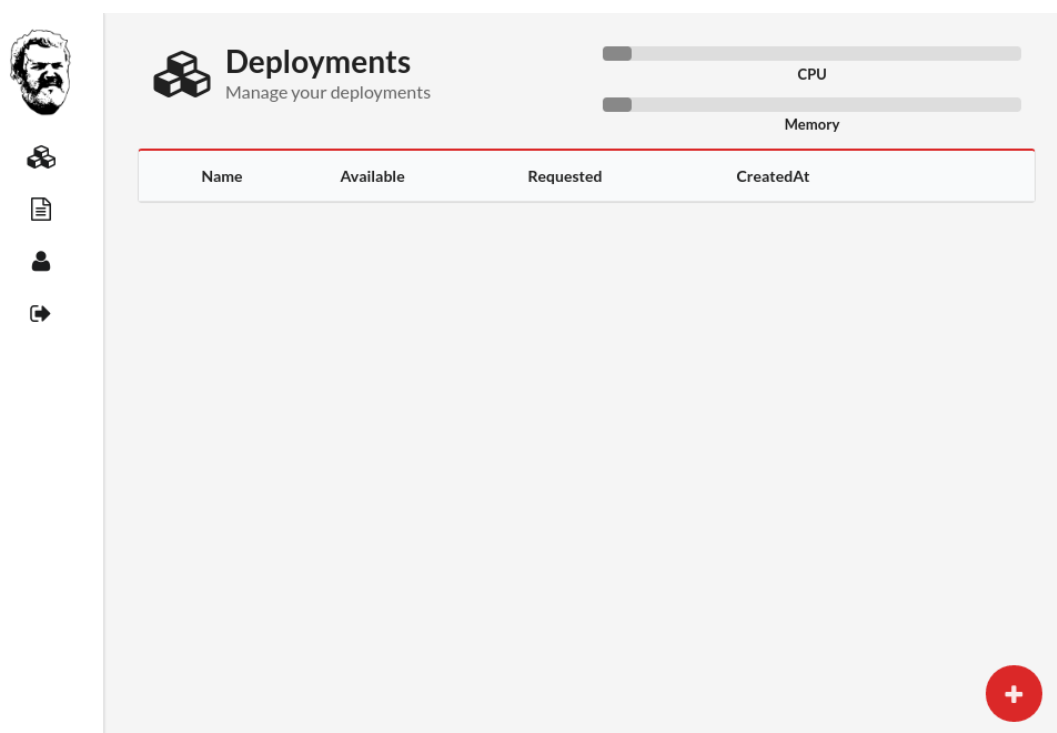 Deployments
Manage your deployments
CPU
Memory
Name Available Requested CreatedAt